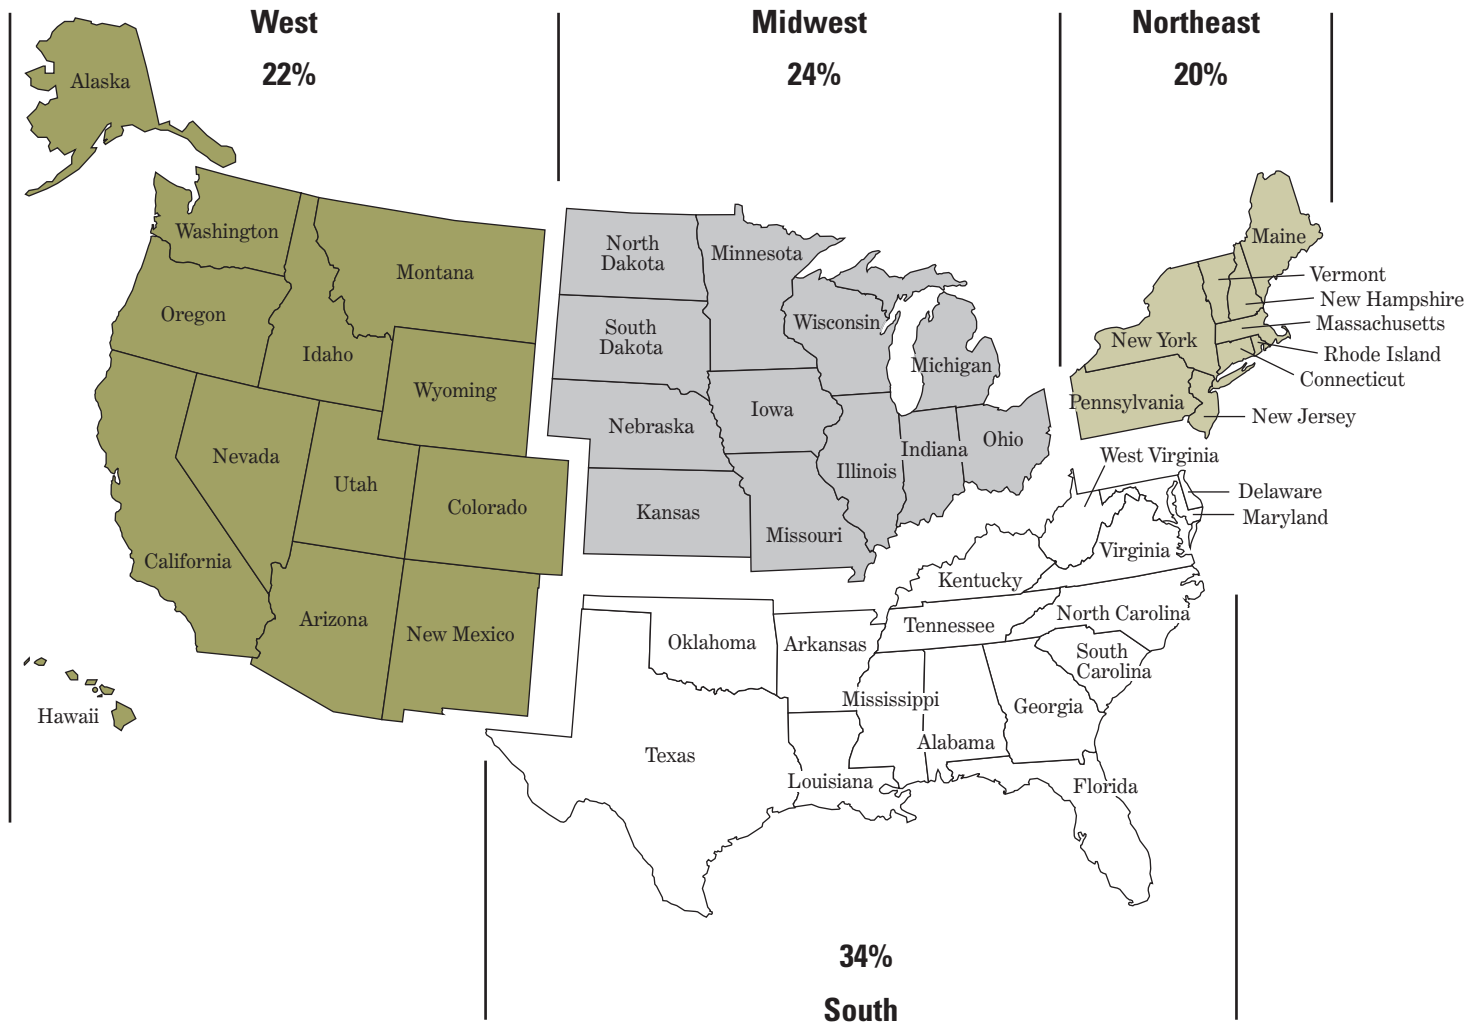 West
22%
Midwest
24%
Northeast
20%
Alaska
Washington
Oregon
Idaho
Montana
Wyoming
California
Nevada
Utah
Colorado
Arizona
New Mexico
Hawaii
North
Dakota
South
Dakota
Nebraska
Kansas
Minnesota
Iowa
Missouri
Wisconsin
Illinois
Michigan
Indiana
Ohio
Maine
Vermont
New Hampshire
Massachusetts
Rhode Island
Connecticut
New York
Pennsylvania
New Jersey
West Virginia
Delaware
Maryland
Virginia
Kentucky
North Carolina
Tennessee
South
Carolina
Oklahoma
Arkansas
Mississippi
Georgia
Alabama
Texas
Louisiana
Florida
34%
South